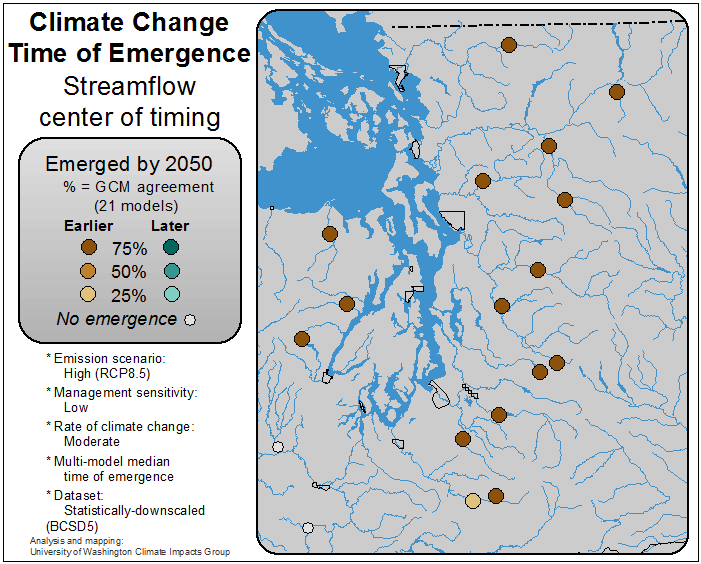 Climate Change
Time of Emergence
Streamflow
center of timing
Emerged by 2050
% = GCM agreement
(21 models)
Earlier Later
75%
50%
25%
No emergence
* Emission scenario:
High (RCP8.5)
* Management sensitivity:
Low
* Rate of climate change:
Moderate
* Multi-model median
time of emergence
* Dataset:
Statistically-downscaled
(BCSD5)
Analysis and mapping:
University of Washington Climate Impacts Group